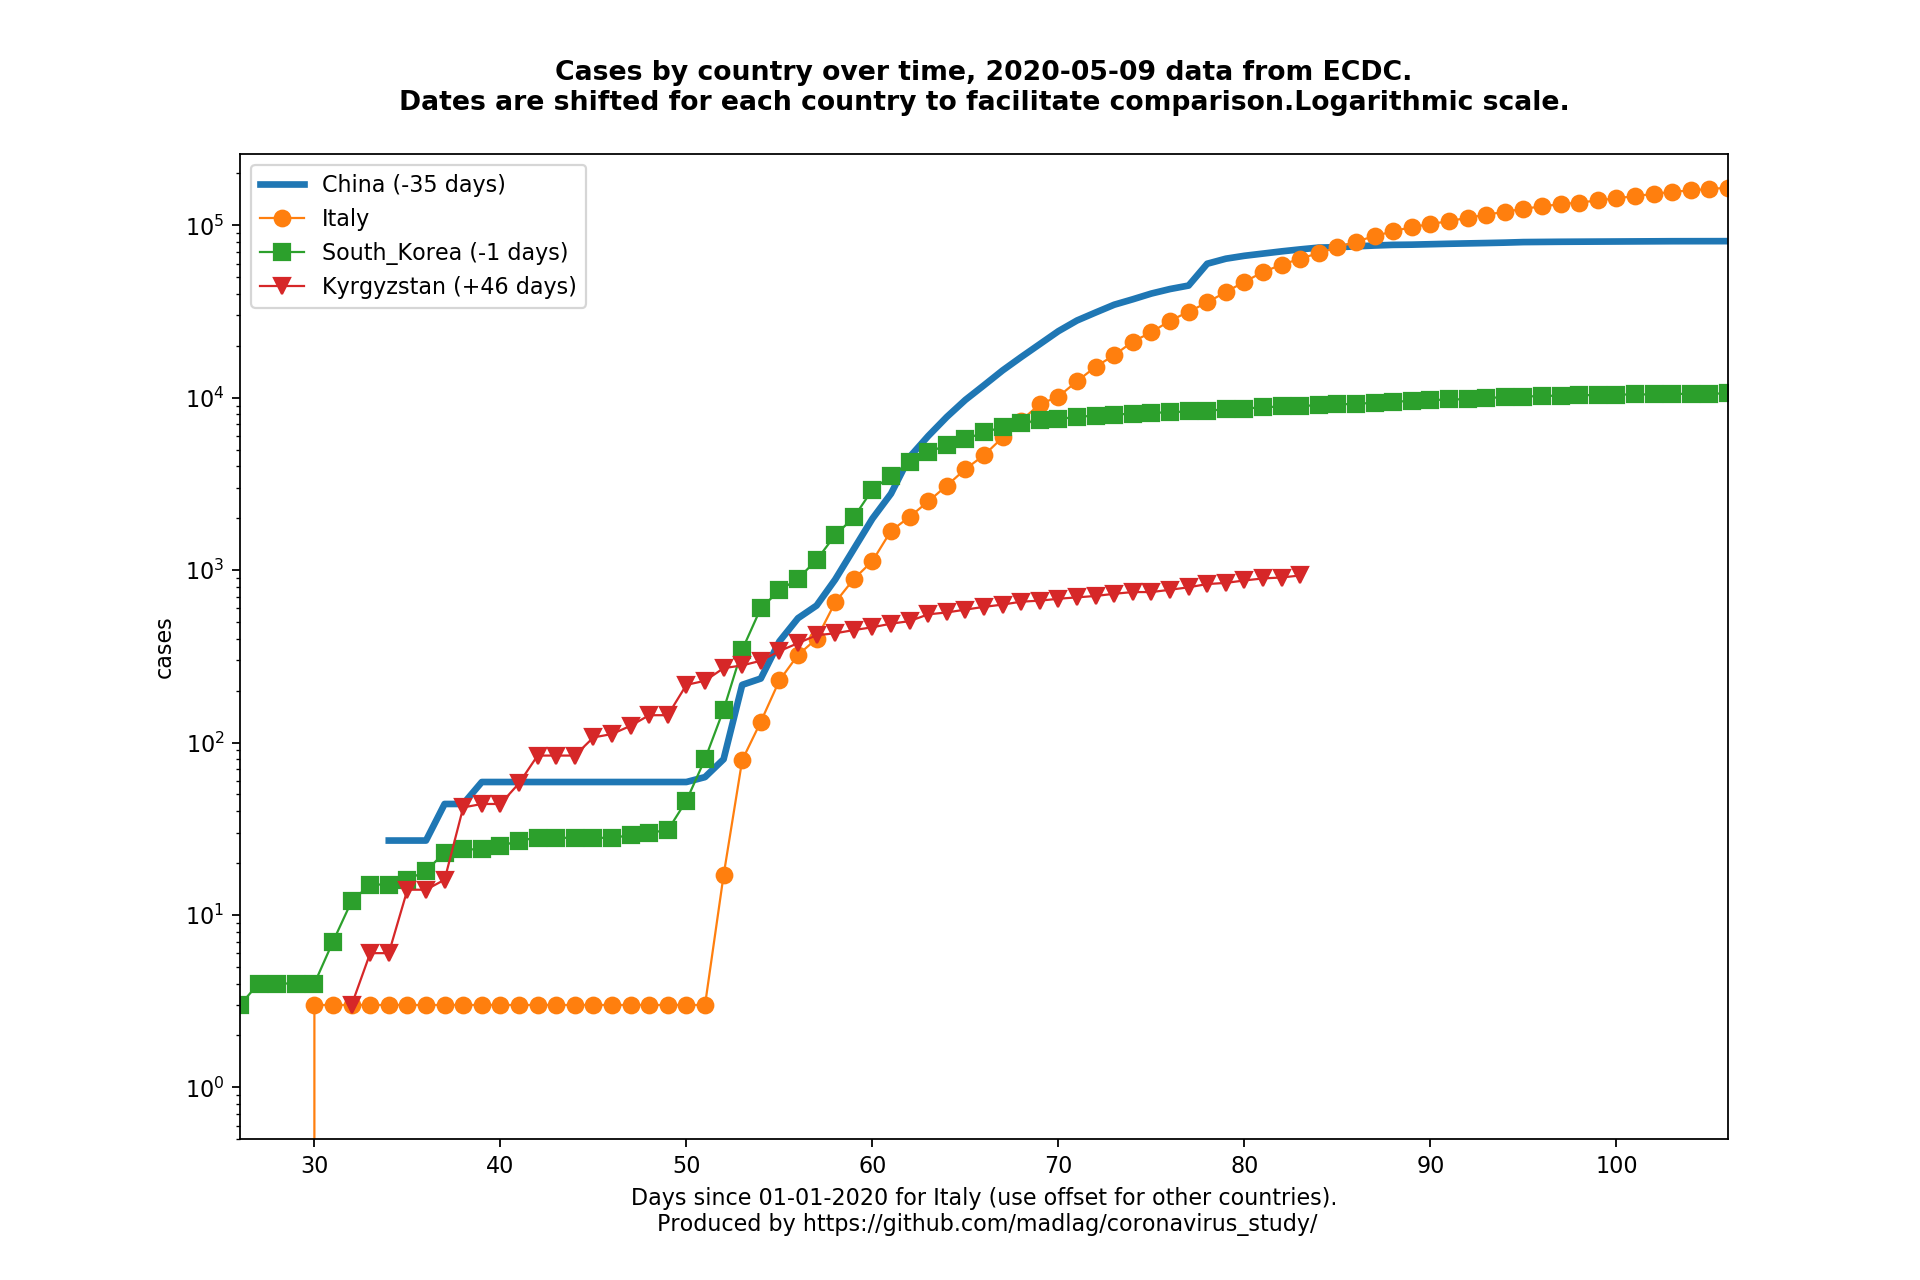 Cases by country over time, 2020-05-09 data from ECDC.
Dates are shifted for each country to facilitate comparison.Logarithmic scale.
China (-35 days)
Italy
South_Korea (-1 days)
Kyrgyzstan (+46 days)
10^5
10^4
10^3
10^2
10^1
10^0
cases
30 40 50 60 70 80 90 100
Days since 01-01-2020 for Italy (use offset for other countries).
Produced by https://github.com/madlag/coronavirus_study/